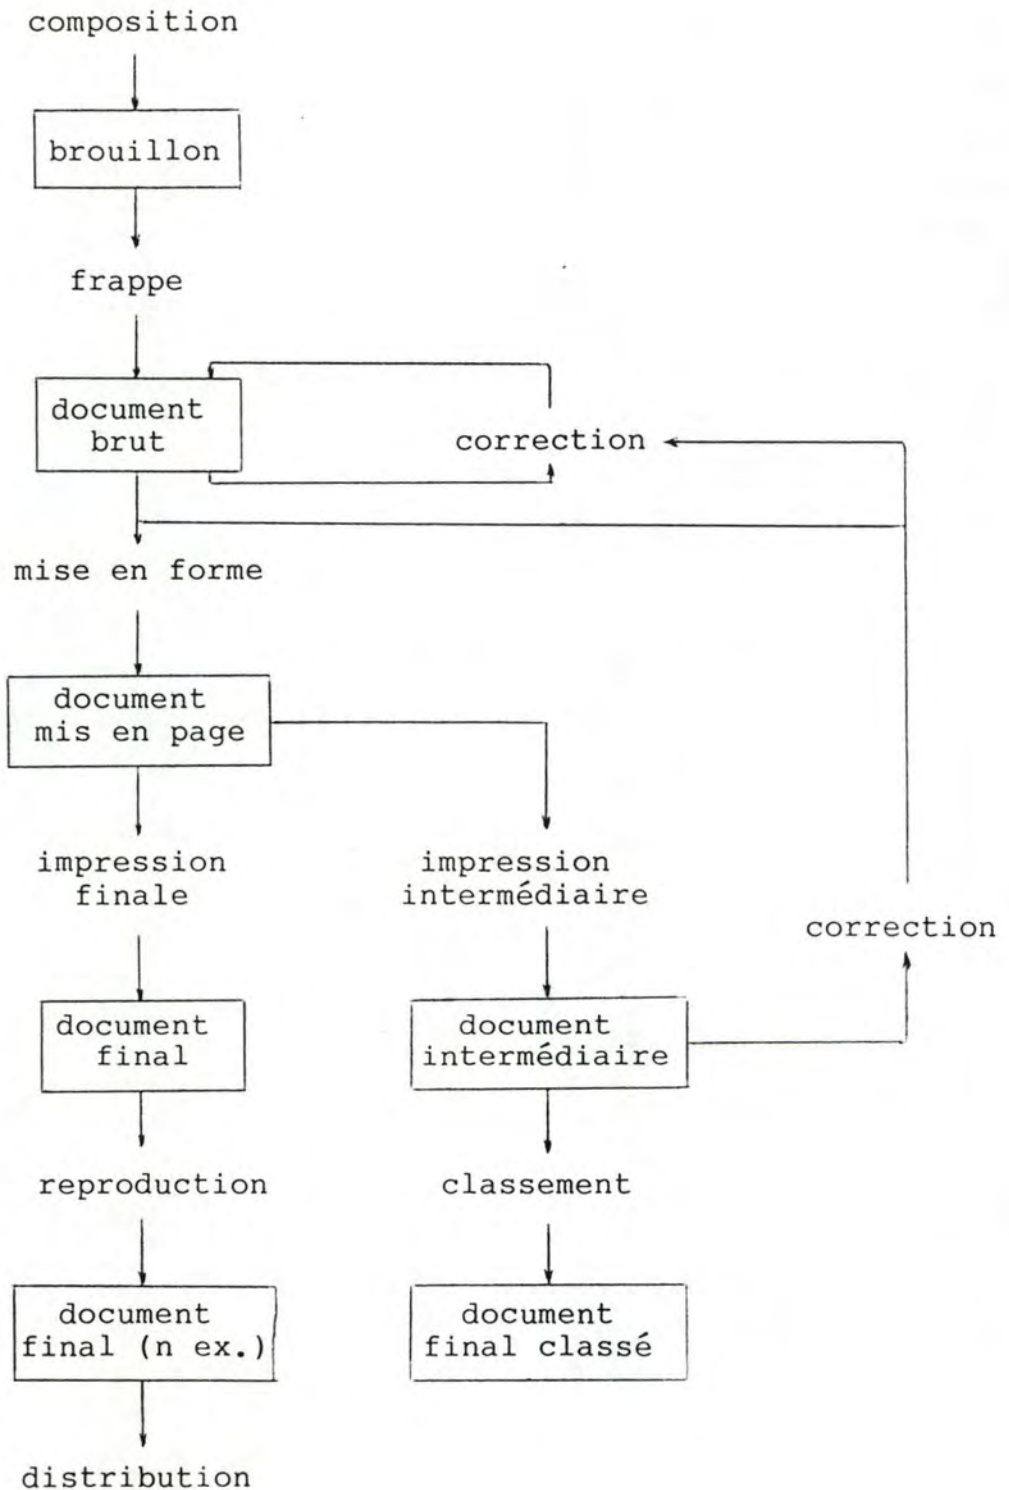 composition
brouillon
frappe
document
brut
correction
mise en forme
document
mis en page
impression
finale
impression
intermédiaire
correction
document
final
document
intermédiaire
reproduction
classement
document
final (n ex.)
document
final classé
distribution